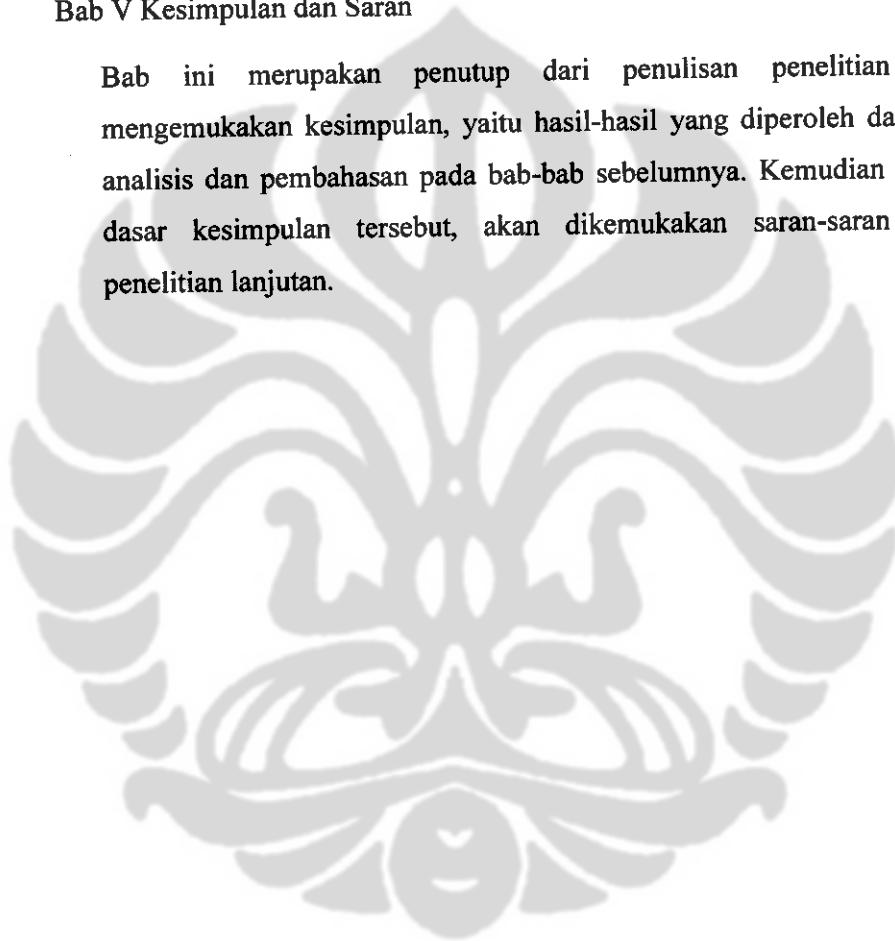 Bab V Kesimpulan dan Saran
Bab ini merupakan penutup dari penulisan penelitian
mengemukakan kesimpulan, yaitu hasil-hasil yang diperoleh da
analisis dan pembahasan pada bab-bab sebelumnya. Kemudian
dasar kesimpulan tersebut, akan dikemukakan saran-saran
penelitian lanjutan.